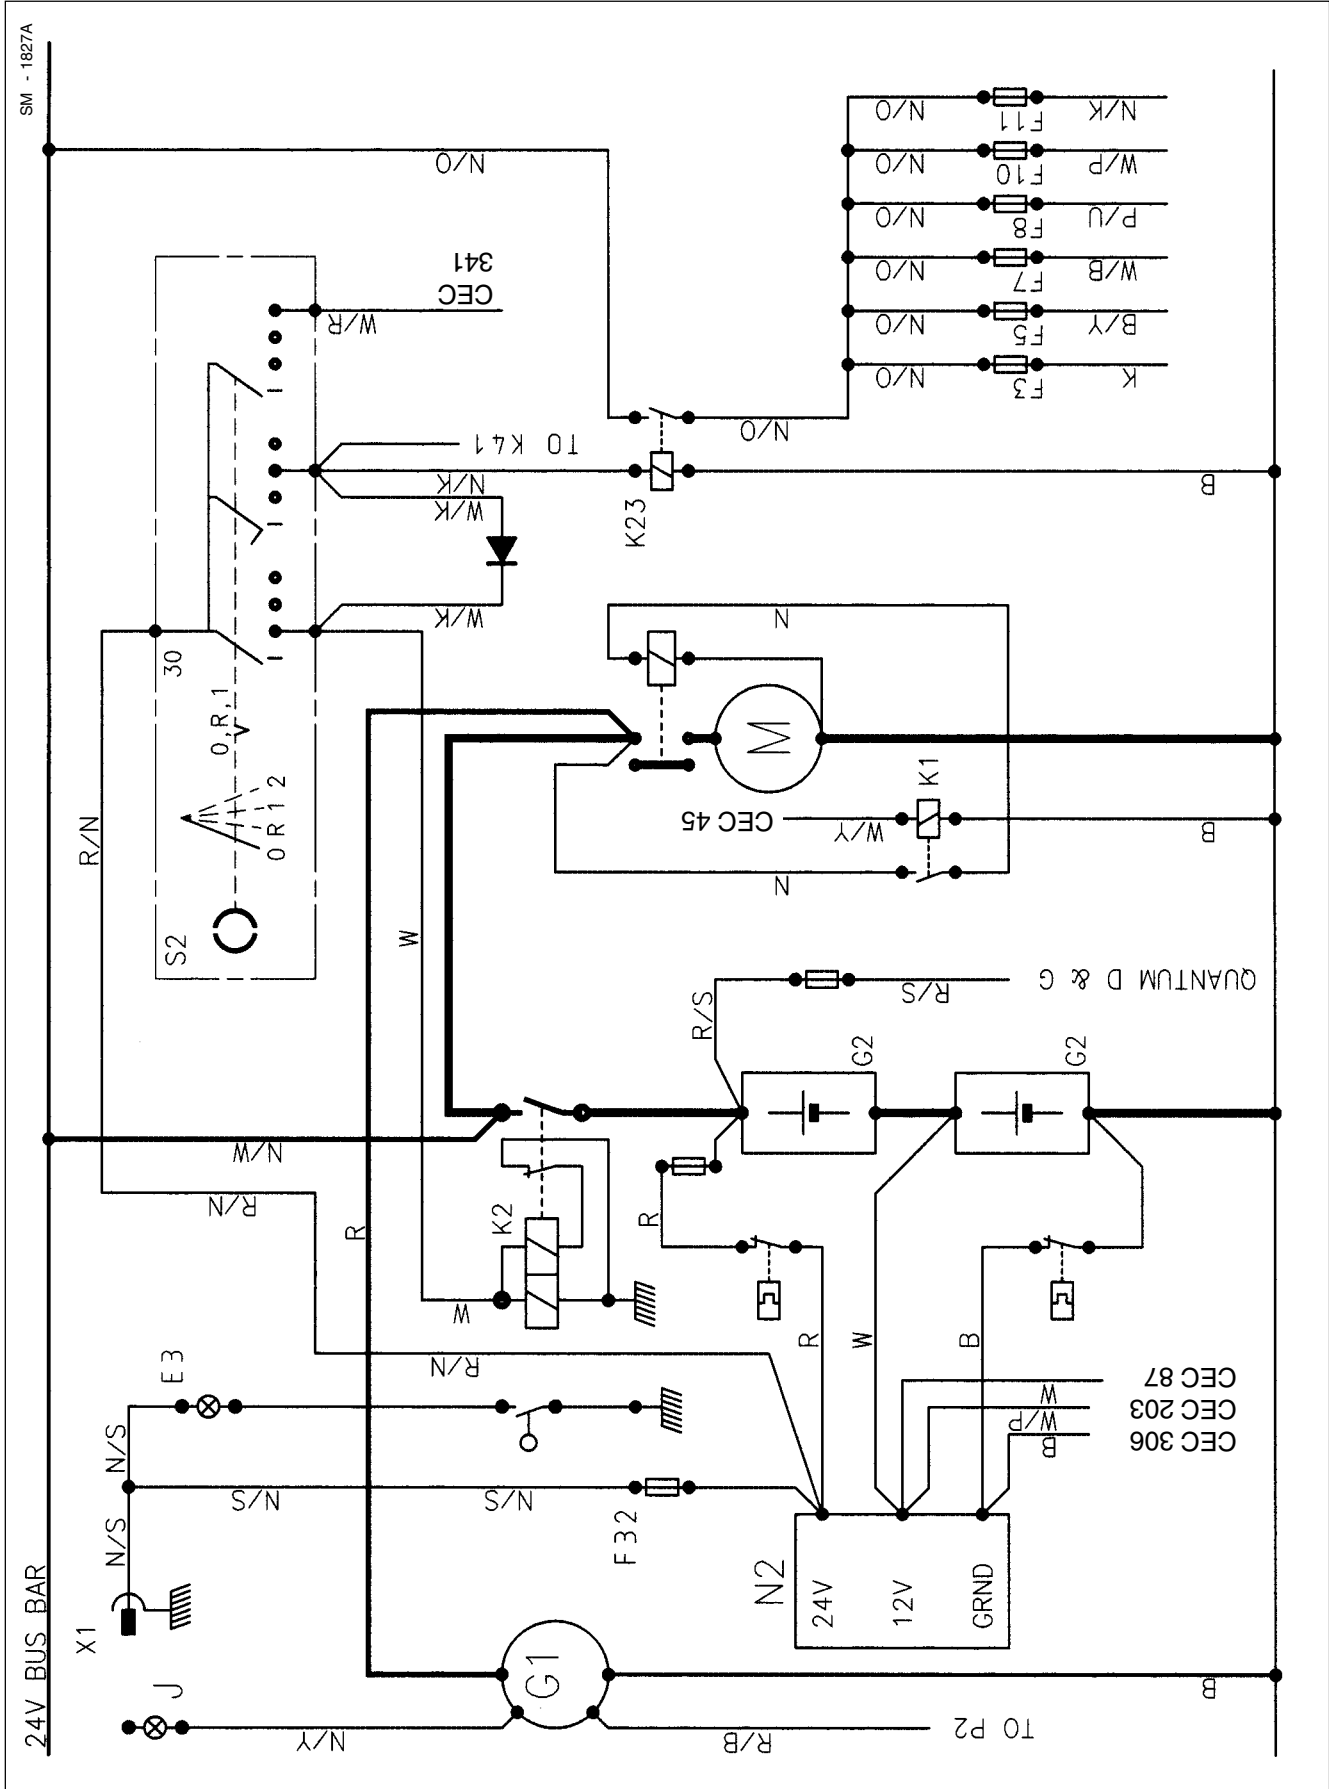 SM - 1827A
24V BUS BAR
X1
J
N/S
N/S
E3
N/Y
N/S
N/S
G1
R/B
TO P2
B
F32
N2
24V
12V
GRND
CEC 306
CEC 203
CEC 87
B
W/P
W
R/N
R/N
R/N
N/W
R
W
W
K2
R
R
W
B
R/S
R/S
QUANTUM D & G
G2
G2
S2
0 R 1 2
0,R,1
30
N
CEC 45
W/Y
K1
B
M
N
W/K
W/K
N/K
TO K41
K23
W/R
CEC
341
N/O
N/O
B
N/O
N/O
N/O
N/O
N/O
N/O
F3
F5
F7
F8
F10
F11
K
B/Y
W/B
P/U
W/P
N/K